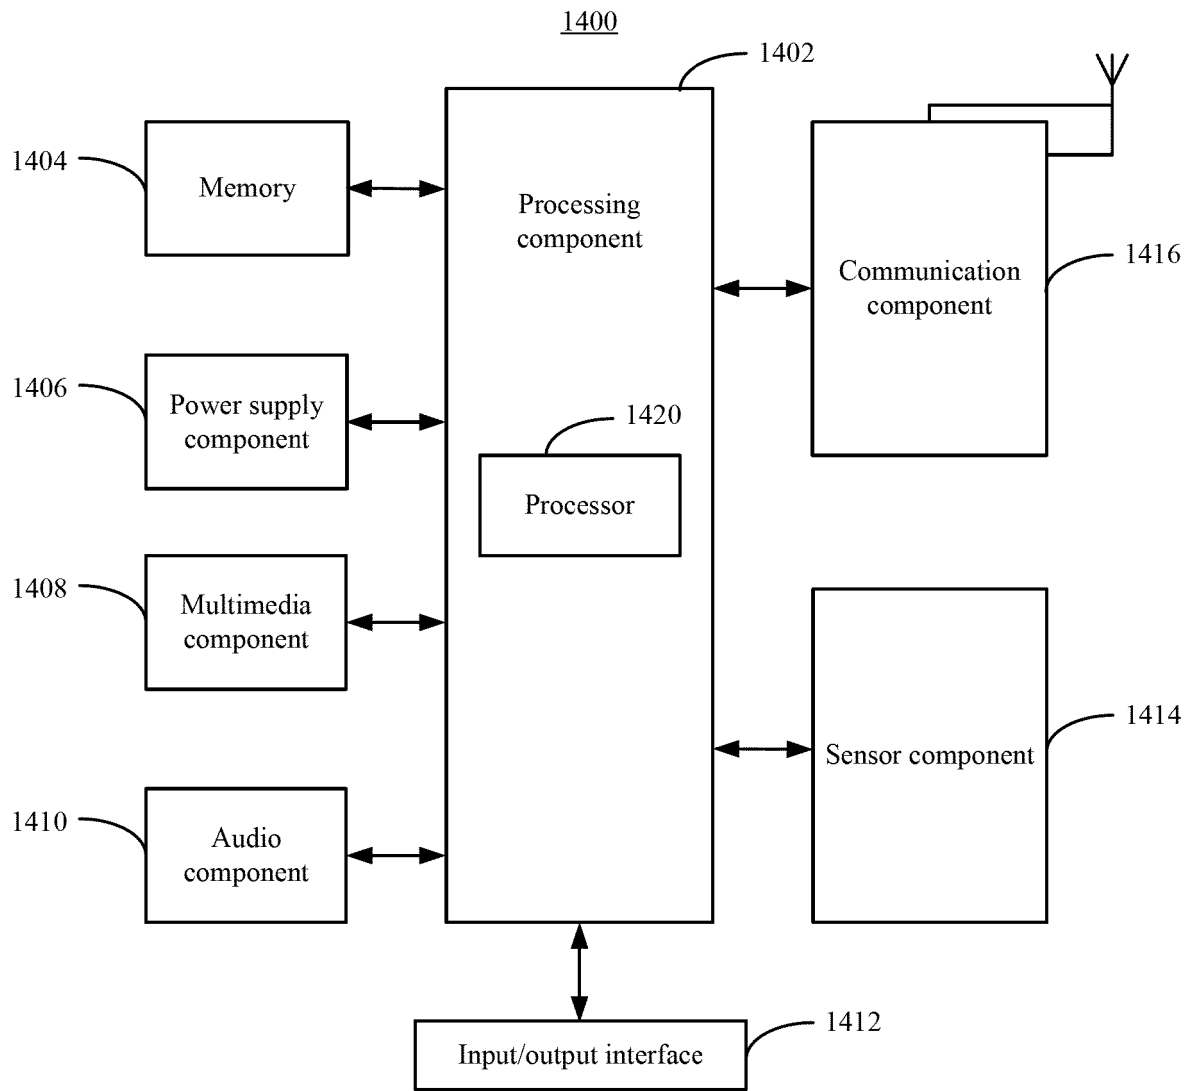 1400
1402
1404
Memory
Processing
component
1416
Communication
component
1406
Power supply
component
1420
Processor
1408
Multimedia
component
1414
Sensor component
1410
Audio
component
1412
Input/output interface